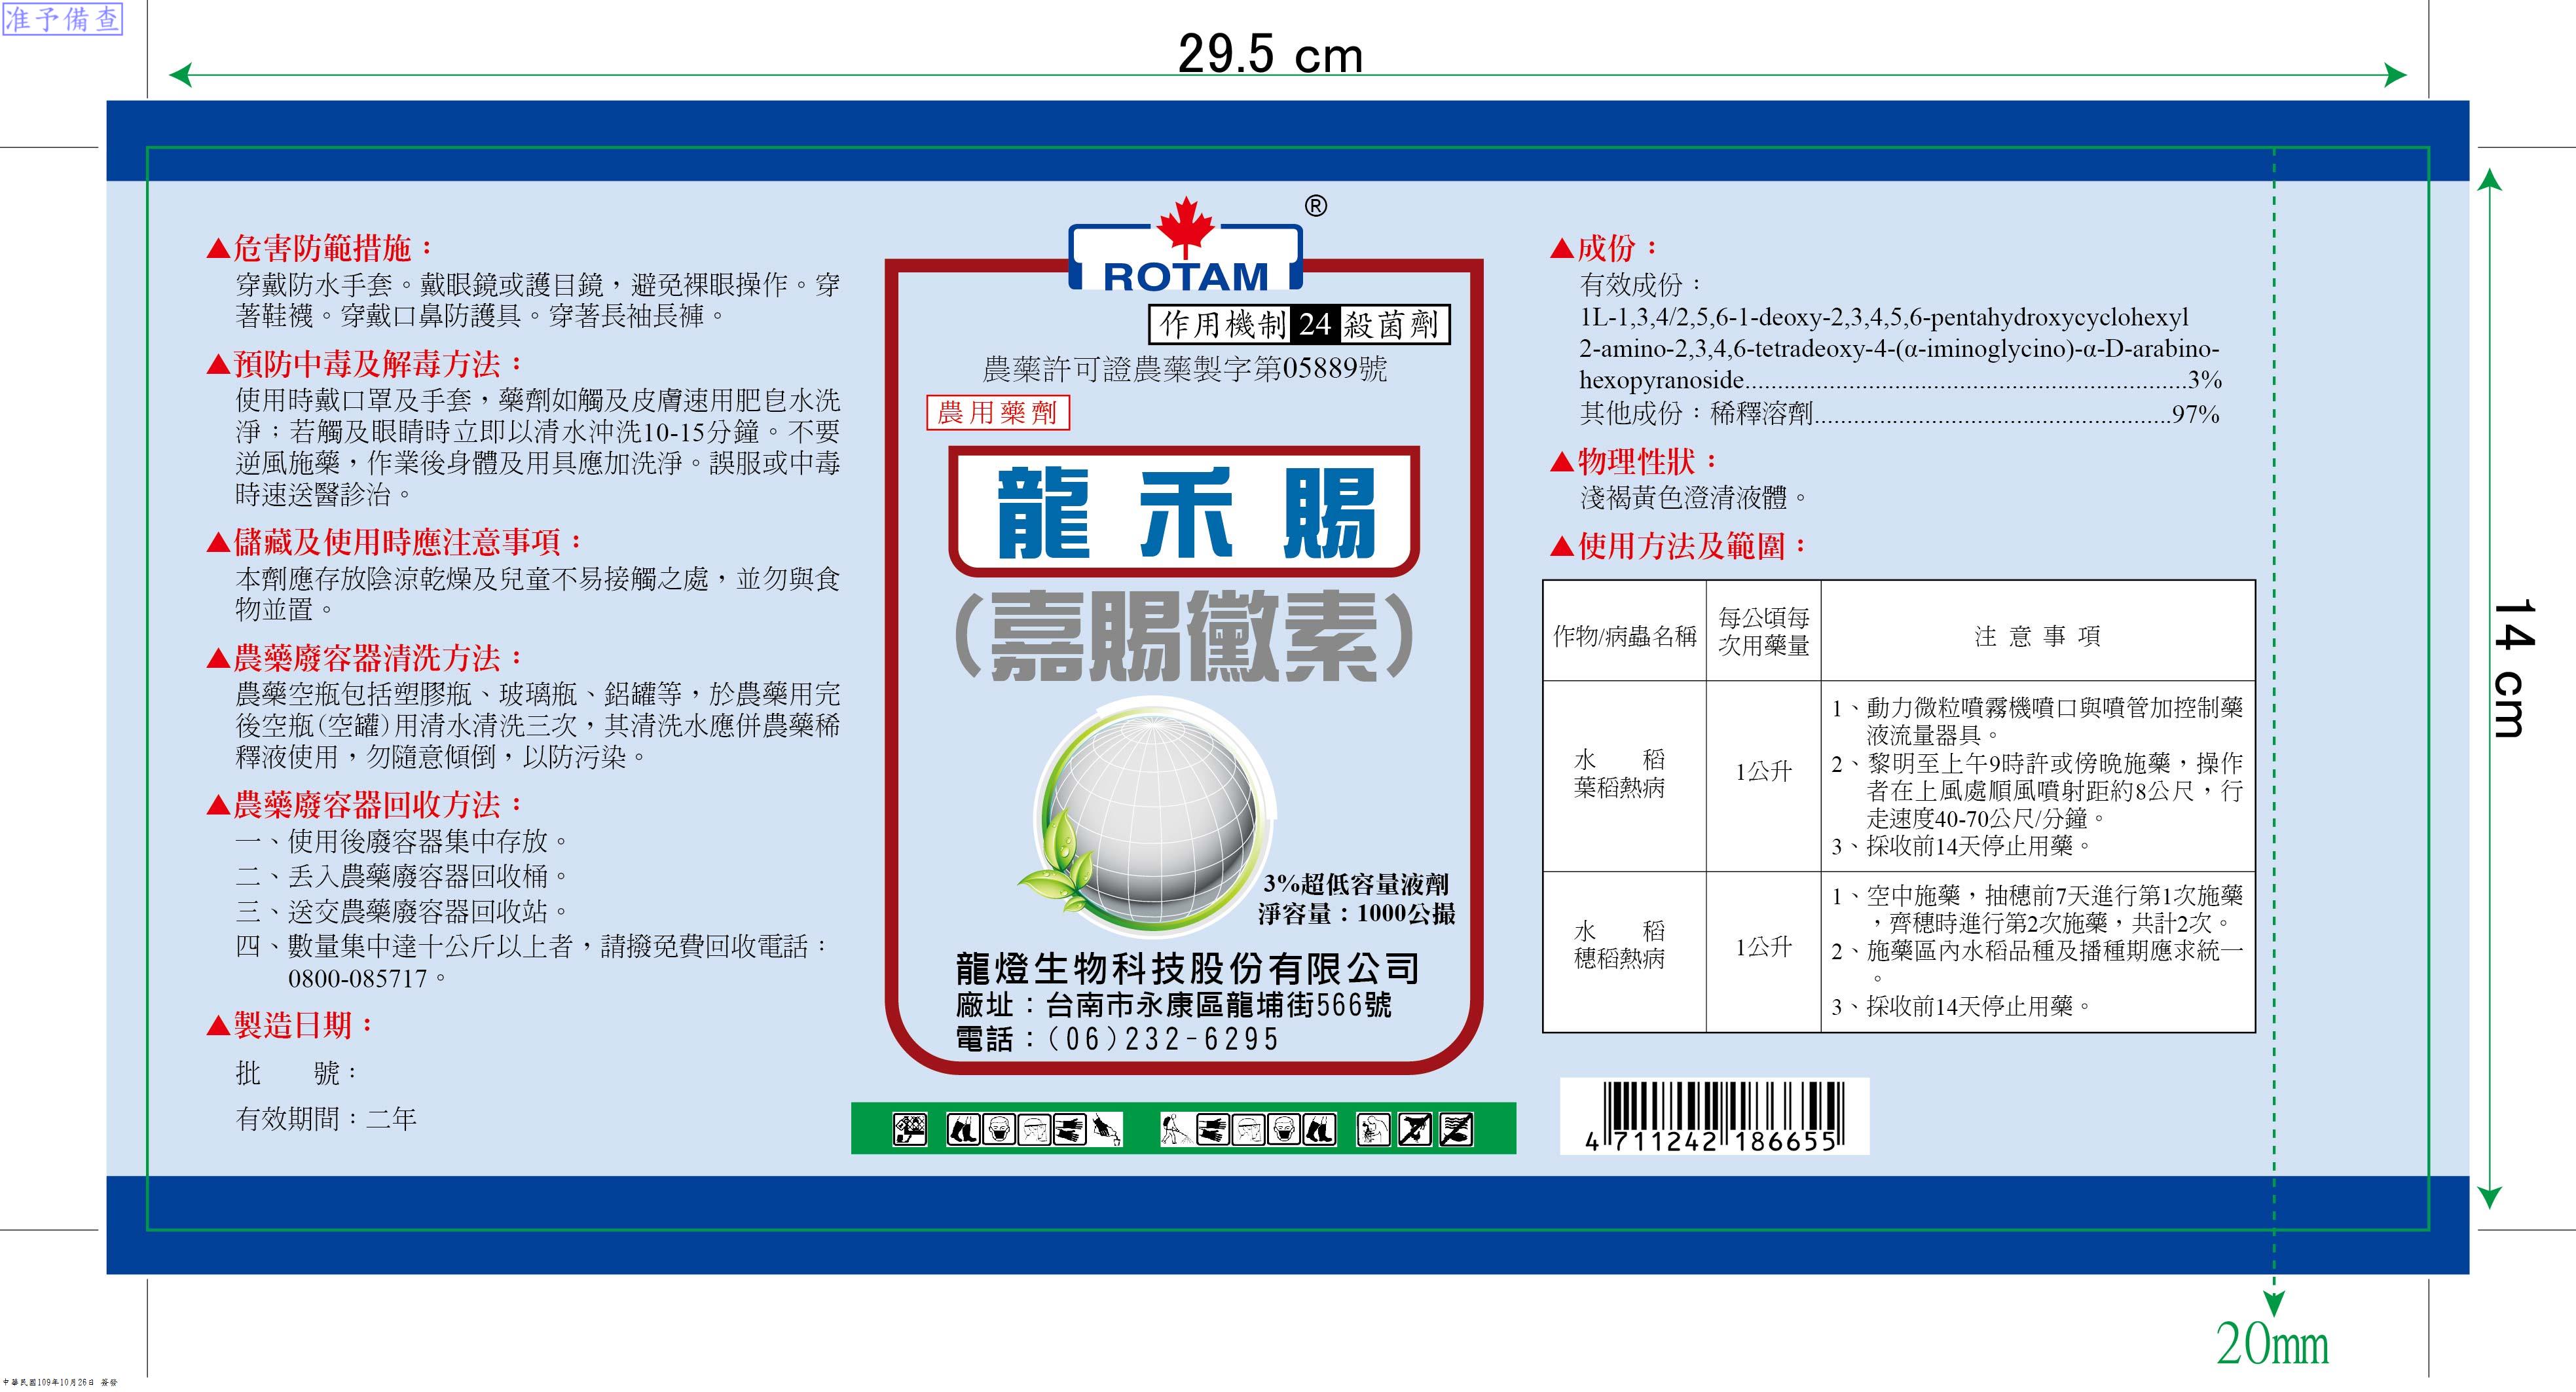 准予備查
29.5 cm
▲危害防範措施：
穿戴防水手套。戴眼鏡或護目鏡，避免裸眼操作。穿
著鞋襪。穿戴口鼻防護具。穿著長袖長褲。
▲預防中毒及解毒方法：
使用時戴口罩及手套，藥劑如觸及皮膚速用肥皂水洗
淨；若觸及眼睛時立即以清水沖洗10-15分鐘。不要
逆風施藥，作業後身體及用具應加洗淨。誤服或中毒
時速送醫診治。
▲儲藏及使用時應注意事項：
本劑應存放陰涼乾燥及兒童不易接觸之處，並勿與食
物並置。
▲農藥廢容器清洗方法：
農藥空瓶包括塑膠瓶、玻璃瓶、鋁罐等，於農藥用完
後空瓶(空罐)用清水清洗三次，其清洗水應併農藥稀
釋液使用，勿隨意傾倒，以防污染。
▲農藥廢容器回收方法：
一、使用後廢容器集中存放。
二、丟入農藥廢容器回收桶。
三、送交農藥廢容器回收站。
四、數量集中達十公斤以上者，請撥免費回收電話：
0800-085717。
▲製造日期：
批　　號：
有效期間：二年
®
ROTAM
作用機制 24 殺菌劑
農藥許可證農藥製字第05889號
農用藥劑
龍禾賜
(嘉賜黴素)
3%超低容量液劑
淨容量：1000公撮
龍燈生物科技股份有限公司
廠址：台南市永康區龍埔街566號
電話：(06)232-6295
▲成份：
有效成份：
1L-1,3,4/2,5,6-1-deoxy-2,3,4,5,6-pentahydroxycyclohexyl
2-amino-2,3,4,6-tetradeoxy-4-(α-iminoglycino)-α-D-arabino-
hexopyranoside....................................................................3%
其他成份：稀釋溶劑.......................................................97%
▲物理性狀：
淺褐黃色澄清液體。
▲使用方法及範圍：
作物/病蟲名稱
每公頃每
次用藥量
注 意 事 項
水　　稻
葉稻熱病
1公升
1、動力微粒噴霧機噴口與噴管加控制藥
液流量器具。
2、黎明至上午9時許或傍晚施藥，操作
者在上風處順風噴射距約8公尺，行
走速度40-70公尺/分鐘。
3、採收前14天停止用藥。
水　　稻
穗稻熱病
1公升
1、空中施藥，抽穗前7天進行第1次施藥
，齊穗時進行第2次施藥，共計2次。
2、施藥區內水稻品種及播種期應求統一
。
3、採收前14天停止用藥。
4 711242 186655
14 cm
20mm
中華民國109年10月26日 簽發